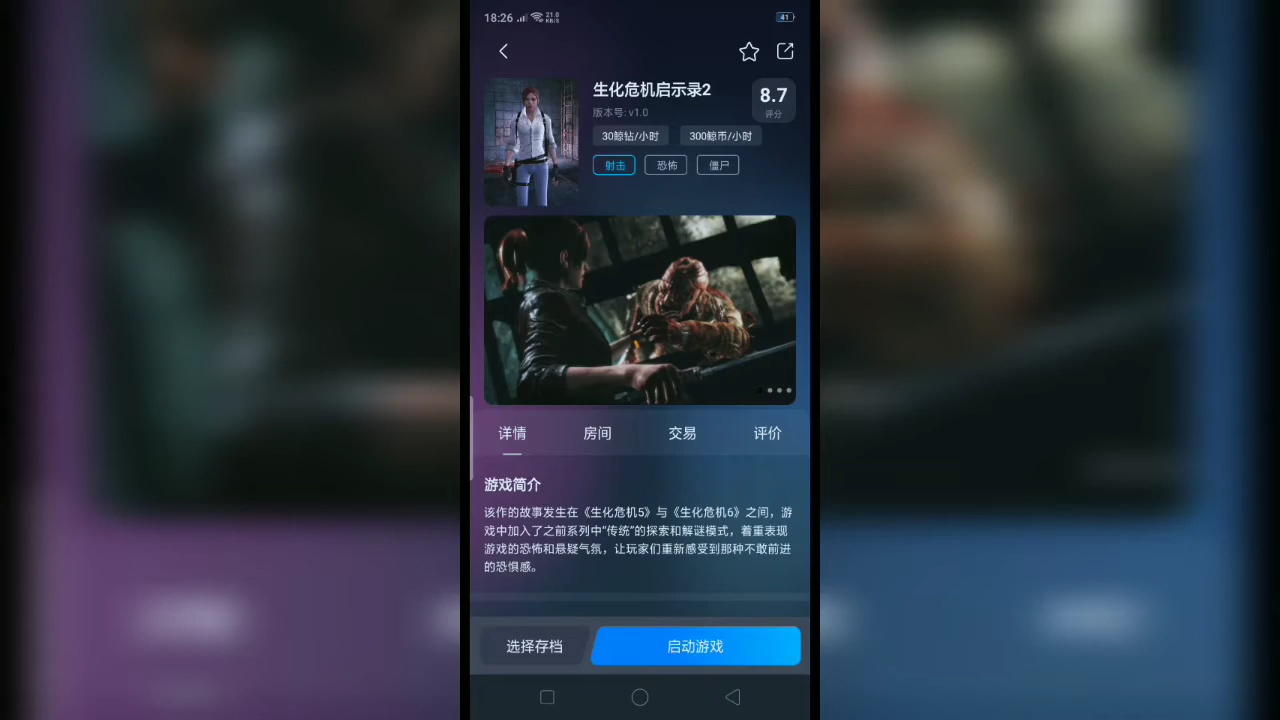 18:26 21.0 KB/S 41
生化危机启示录2
8.7
版本号: v1.0
评分
30鲸钻/小时 300鲸币/小时
射击 恐怖 僵尸
详情 房间 交易 评价
游戏简介
该作的故事发生在《生化危机5》与《生化危机6》之间，游
戏中加入了之前系列中“传统”的探索和解谜模式，着重表现
游戏的恐怖和悬疑气氛，让玩家们重新感受到那种不敢前进
的恐惧感。
选择存档 启动游戏